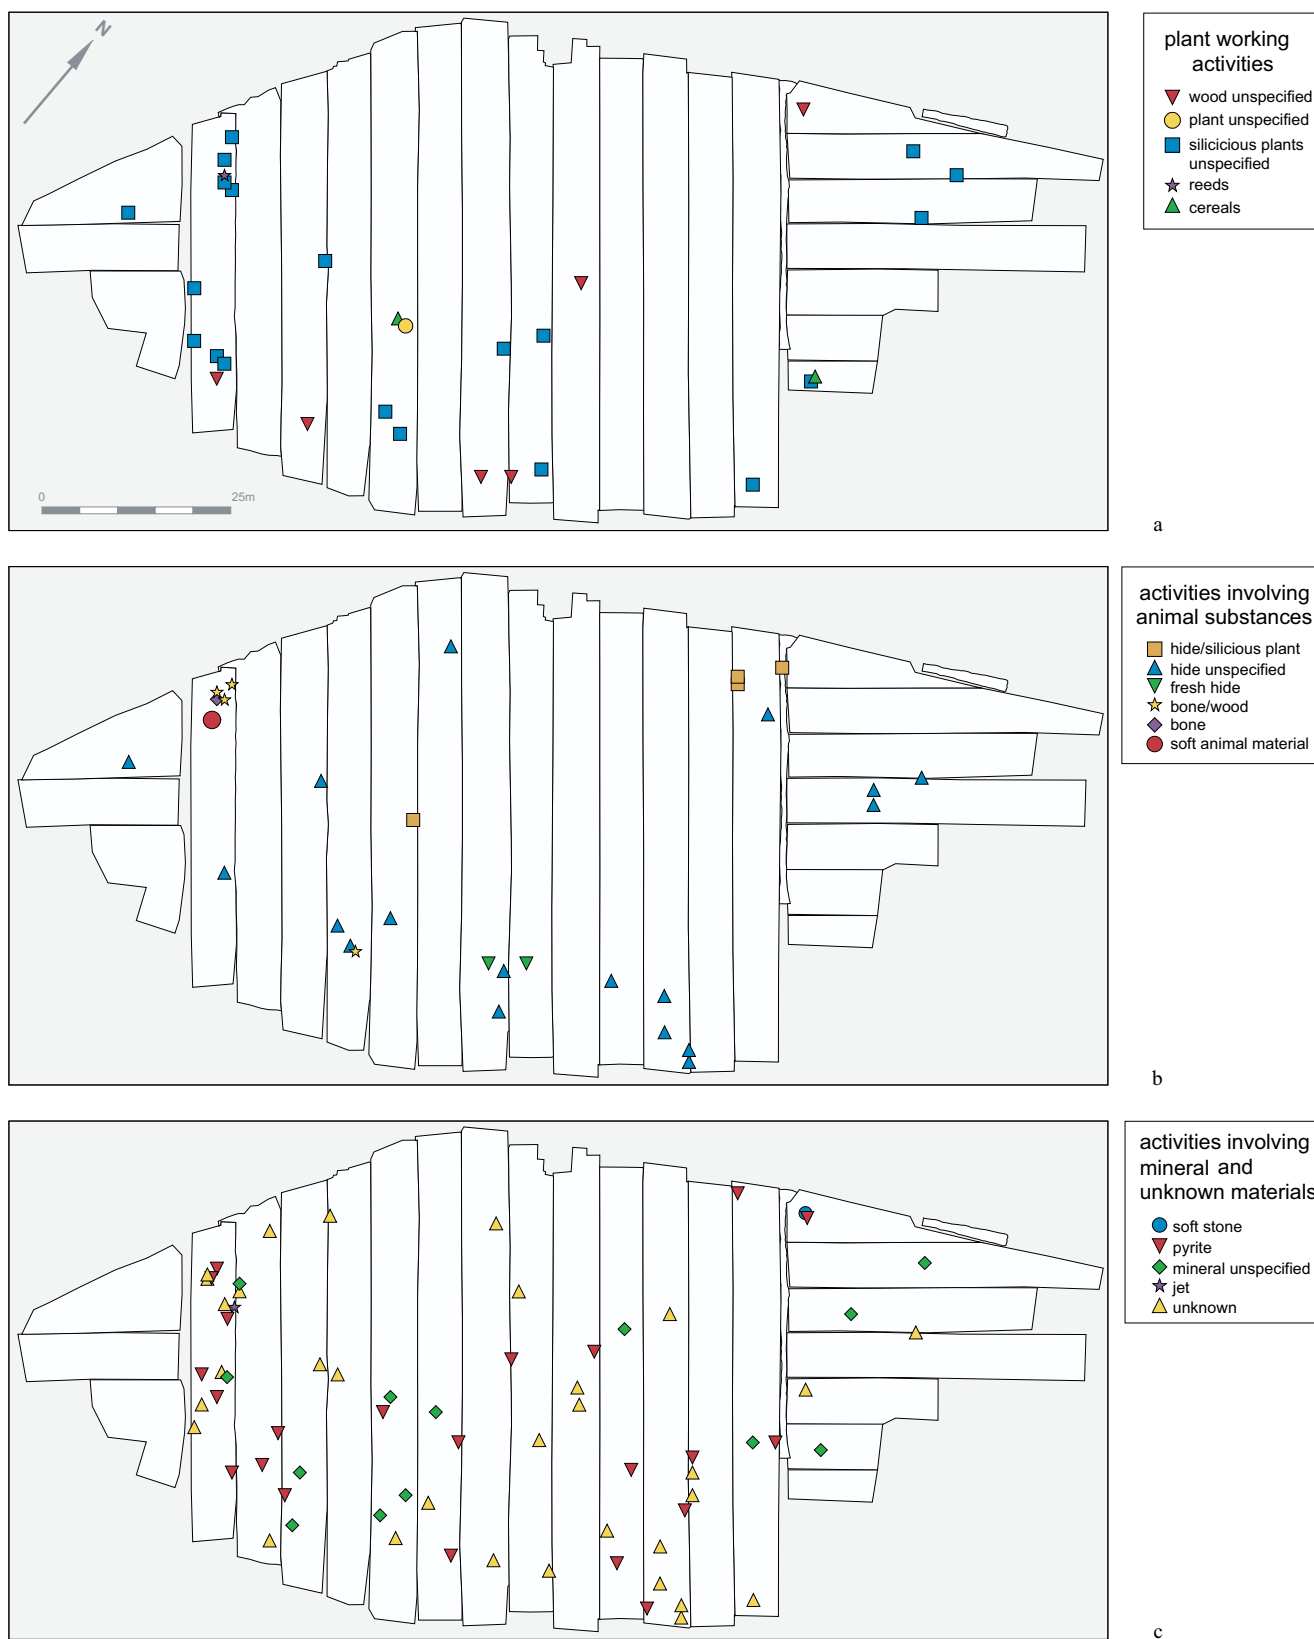 N
plant working
activities
wood unspecified
plant unspecified
silicicious plants
unspecified
reeds
cereals
0 25m
a
activities involving
animal substances
hide/silicious plant
hide unspecified
fresh hide
bone/wood
bone
soft animal material
b
activities involving
mineral and
unknown materials
soft stone
pyrite
mineral unspecified
jet
unknown
c